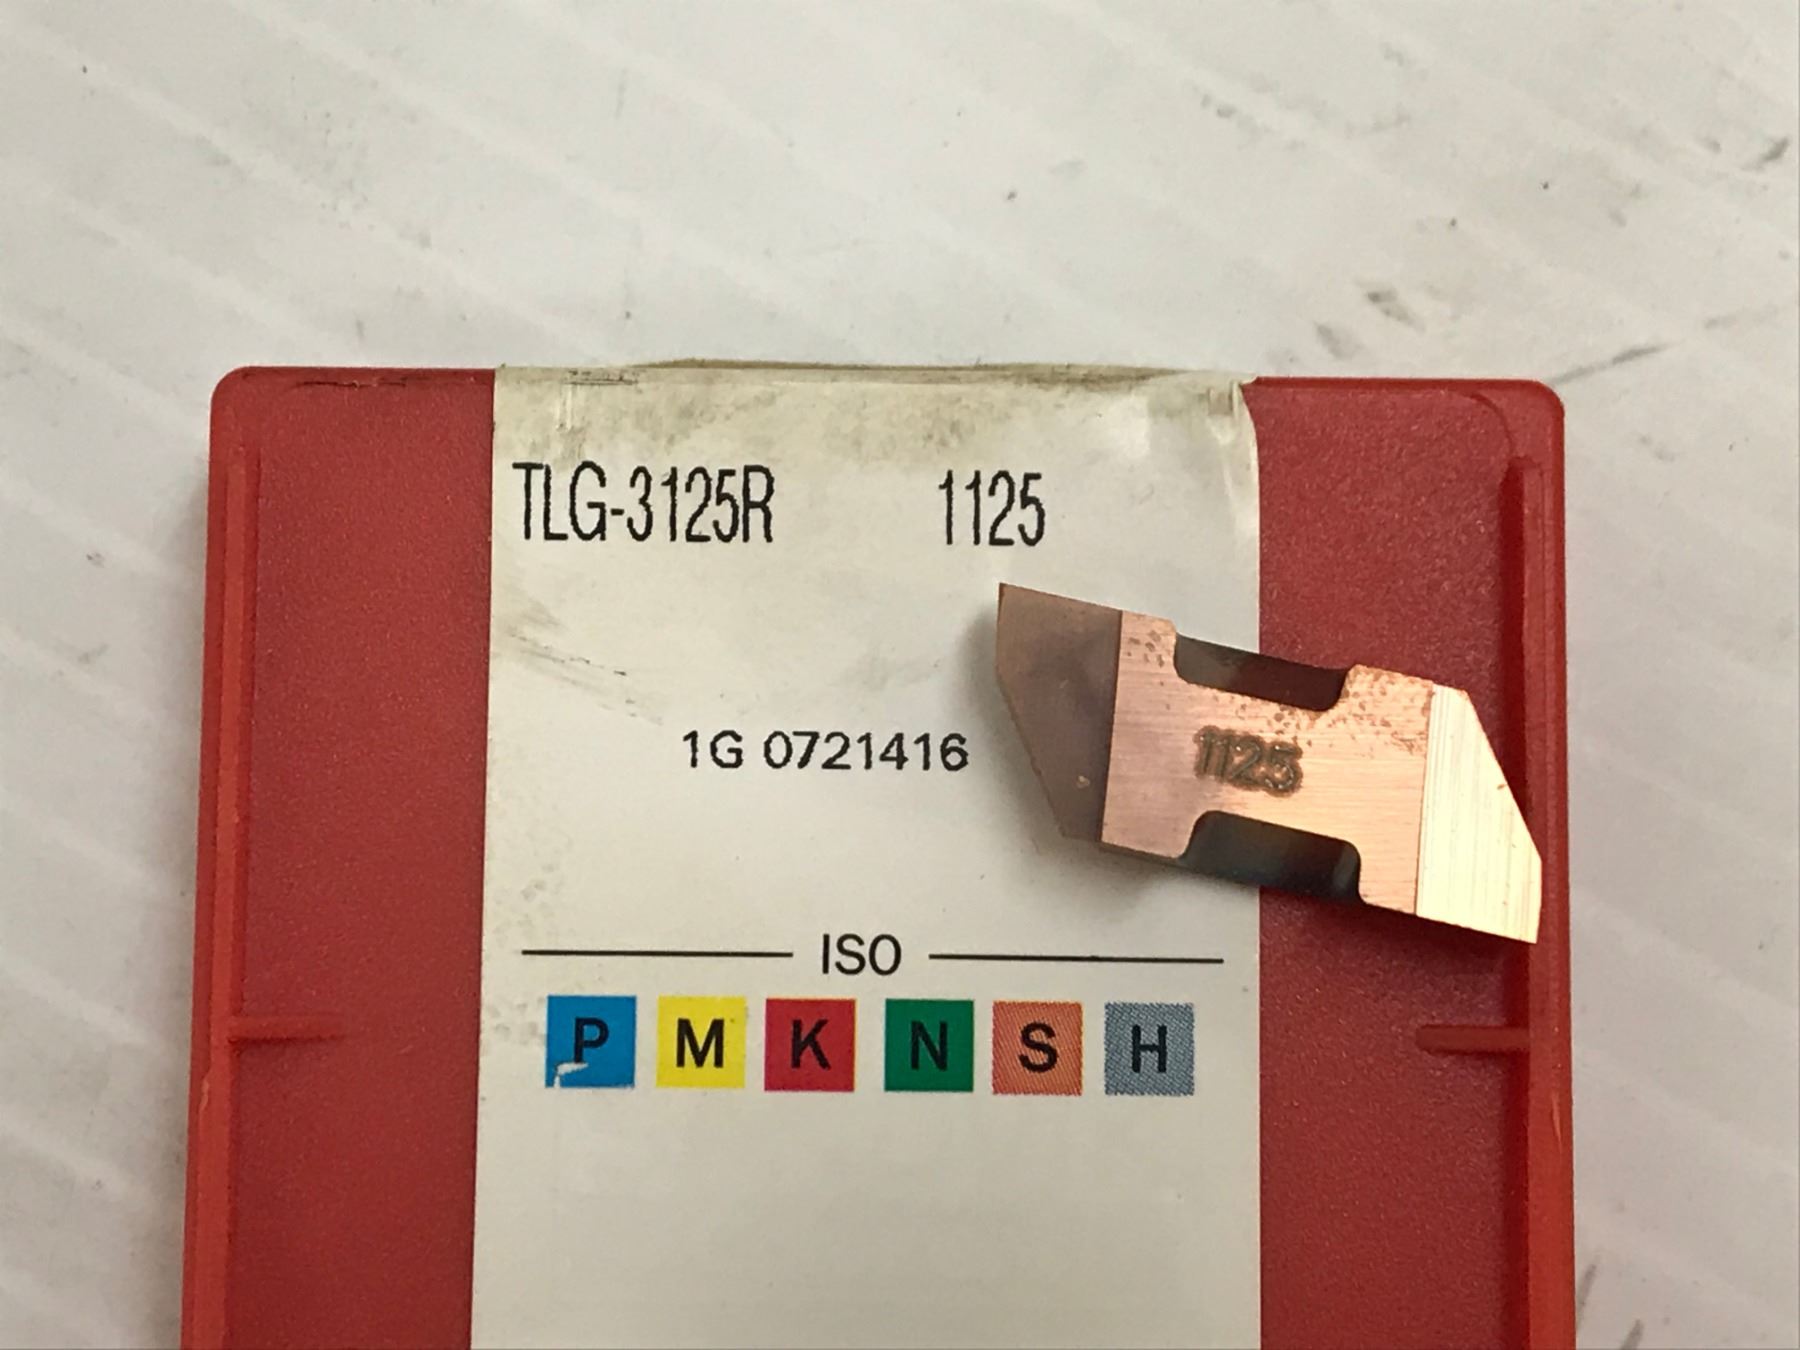 TLG-3125R 1125
1G 0721416
1125
ISO
P M K N S H